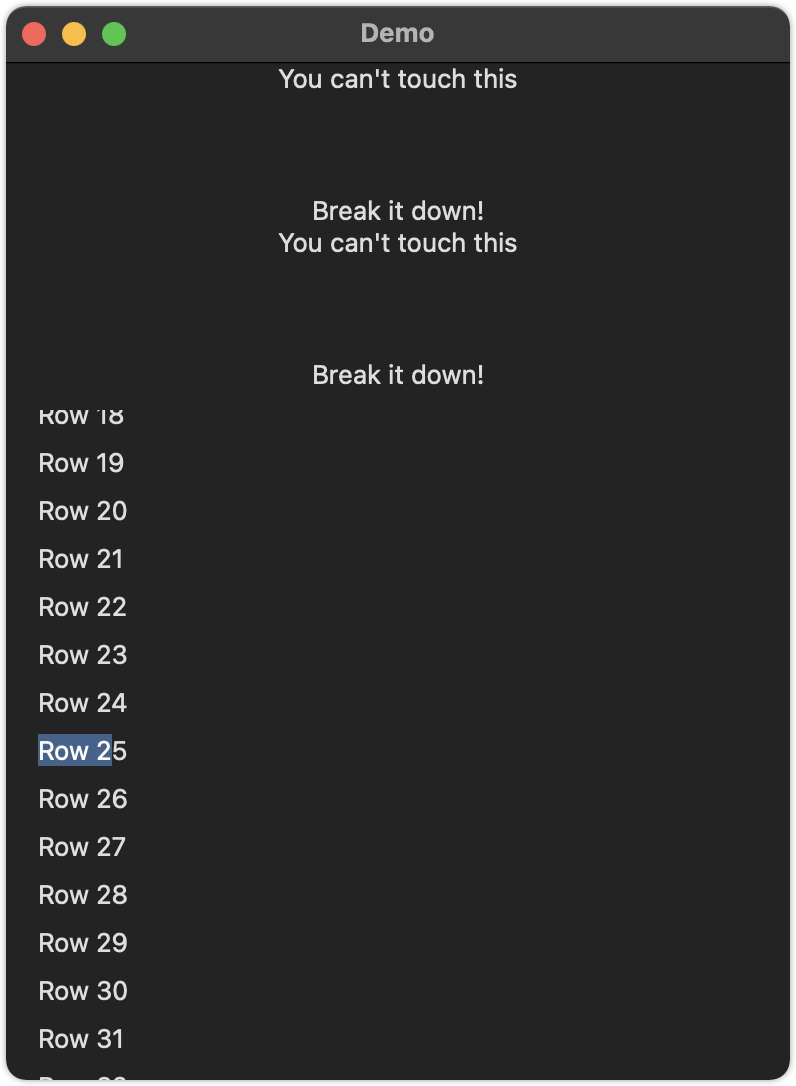 Demo
You can't touch this
Break it down!
You can't touch this
Break it down!
Row 18
Row 19
Row 20
Row 21
Row 22
Row 23
Row 24
Row 25
Row 26
Row 27
Row 28
Row 29
Row 30
Row 31